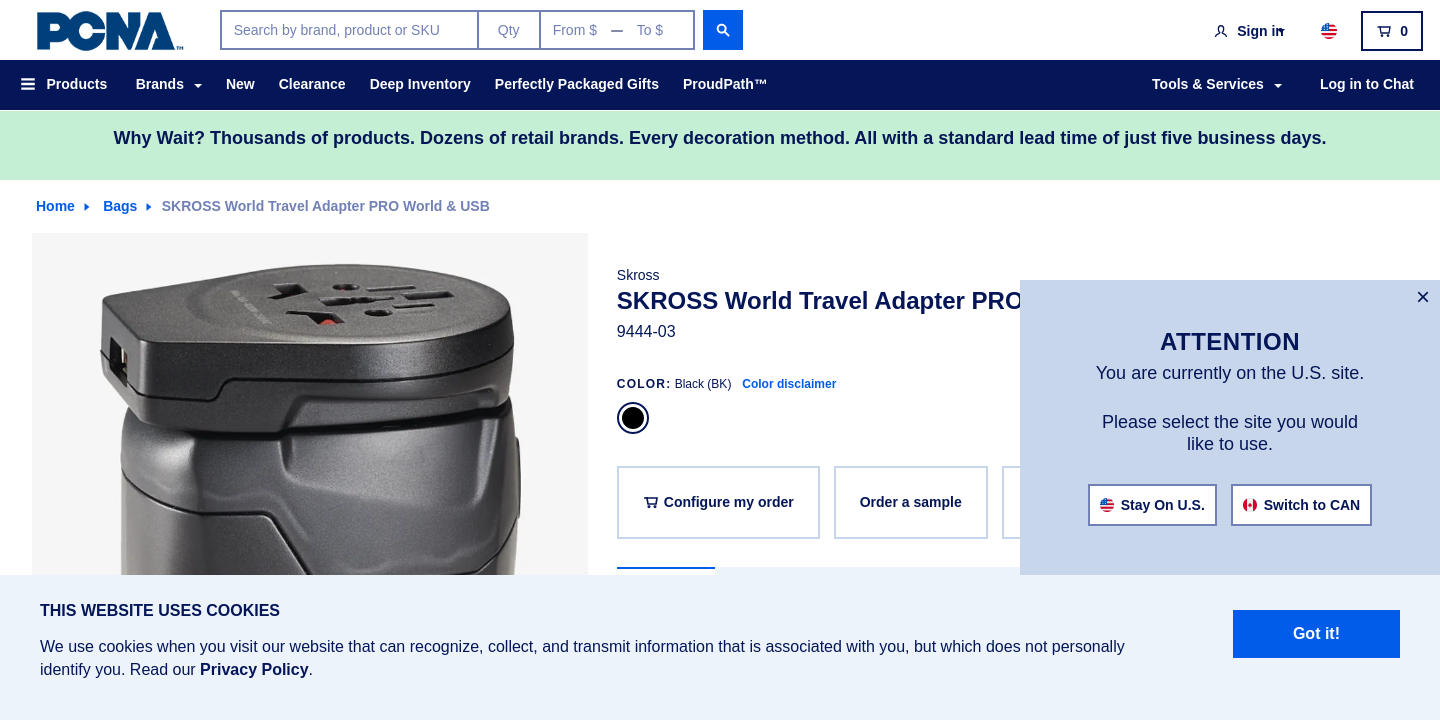 PCNA™
Search by brand, product or SKU
Qty
From $ — To $
Sign in
0
Products
Brands
New
Clearance
Deep Inventory
Perfectly Packaged Gifts
ProudPath™
Tools & Services
Log in to Chat
Why Wait? Thousands of products. Dozens of retail brands. Every decoration method. All with a standard lead time of just five business days.
Home
Bags
SKROSS World Travel Adapter PRO World & USB
Skross
SKROSS World Travel Adapter PRO
9444-03
COLOR: Black (BK) Color disclaimer
Configure my order
Order a sample
×
ATTENTION
You are currently on the U.S. site.
Please select the site you would
like to use.
Stay On U.S.
Switch to CAN
THIS WEBSITE USES COOKIES
We use cookies when you visit our website that can recognize, collect, and transmit information that is associated with you, but which does not personally
identify you. Read our Privacy Policy.
Got it!